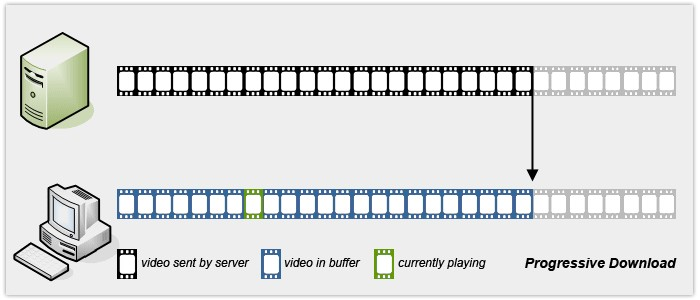 video sent by server
video in buffer
currently playing
Progressive Download